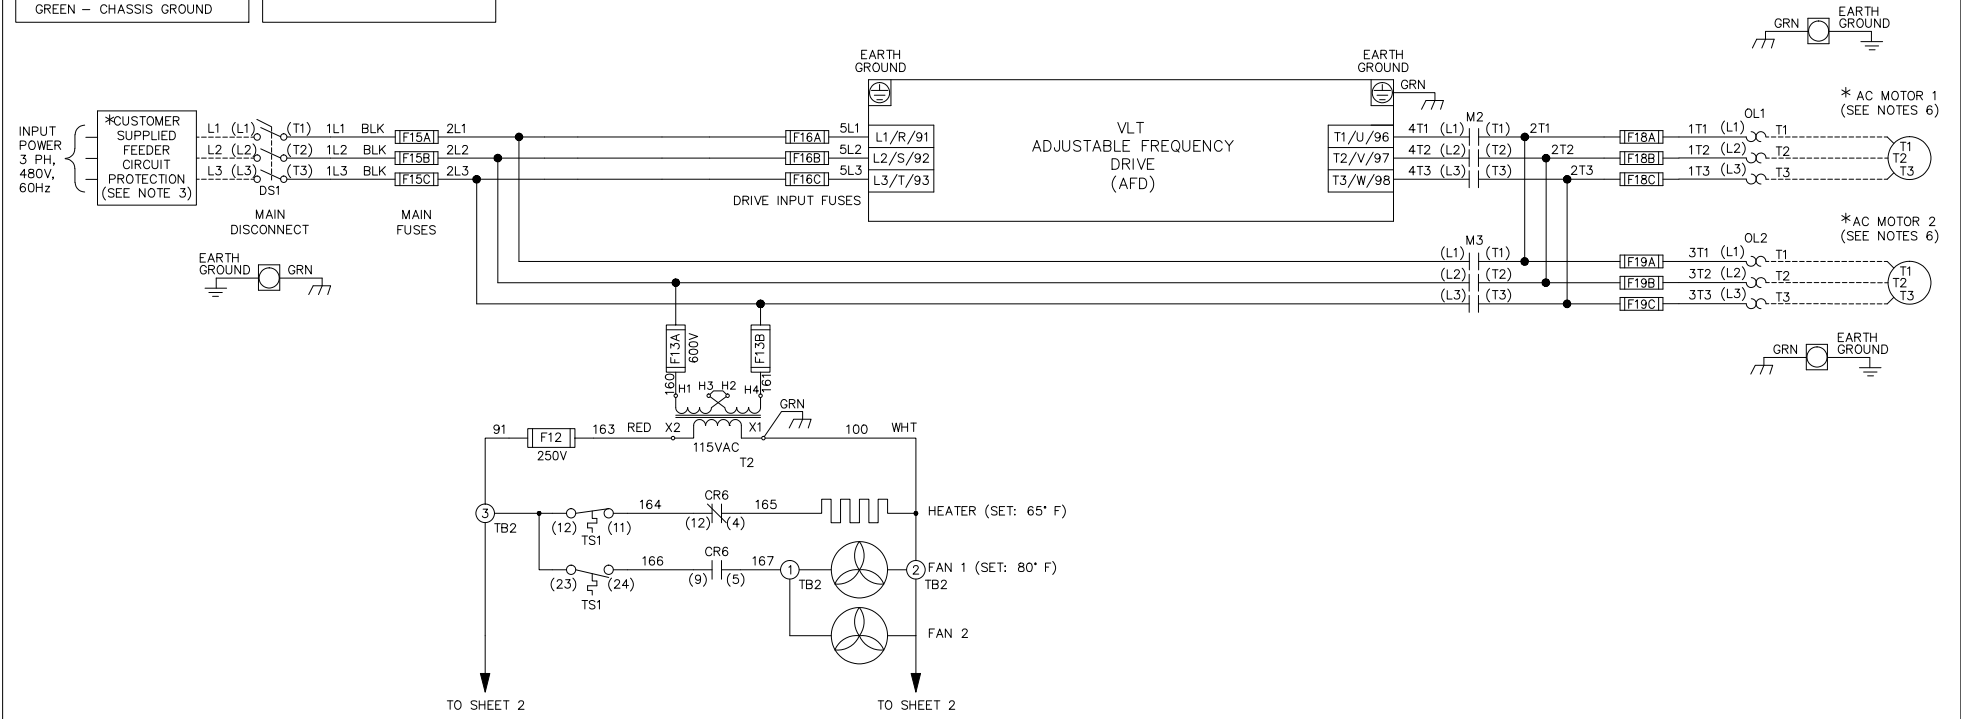 GREEN – CHASSIS GROUND
GRN
EARTH
GROUND
EARTH
GROUND
EARTH
GROUND
GRN
INPUT
POWER
3 PH,
480V,
60Hz
*CUSTOMER
SUPPLIED
FEEDER
CIRCUIT
PROTECTION
(SEE NOTE 3)
L1 (L1) (T1) 1L1 BLK F15A 2L1
L2 (L2) (T2) 1L2 BLK F15B 2L2
L3 (L3) (T3) 1L3 BLK F15C 2L3
DS1
MAIN
DISCONNECT
MAIN
FUSES
F16A 5L1 L1/R/91
F16B 5L2 L2/S/92
F16C 5L3 L3/T/93
DRIVE INPUT FUSES
VLT
ADJUSTABLE FREQUENCY
DRIVE
(AFD)
M2
T1/U/96 4T1 (L1) (T1) 2T1
T2/V/97 4T2 (L2) (T2) 2T2
T3/W/98 4T3 (L3) (T3) 2T3
OL1
F18A 1T1 (L1) T1
F18B 1T2 (L2) T2
F18C 1T3 (L3) T3
* AC MOTOR 1
(SEE NOTES 6)
T1
T2
T3
EARTH
GROUND
GRN
M3
(L1) (T1)
(L2) (T2)
(L3) (T3)
OL2
F19A 3T1 (L1) T1
F19B 3T2 (L2) T2
F19C 3T3 (L3) T3
*AC MOTOR 2
(SEE NOTES 6)
T1
T2
T3
GRN
EARTH
GROUND
F13A
600V
F13B
160
H1 H3 H2 H4
161
GRN
91 F12 163 RED X2 X1 100 WHT
250V
115VAC
T2
3
TB2
(12) (11)
TS1
164
CR6
(12) (4)
165
HEATER (SET: 65° F)
(23) (24)
TS1
166
CR6
(9) (5)
167
1
TB2
2
TB2
FAN 1 (SET: 80° F)
FAN 2
TO SHEET 2
TO SHEET 2